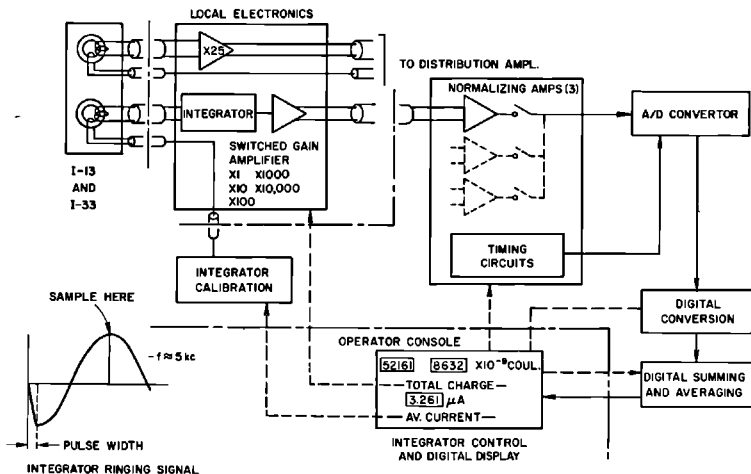 LOCAL ELECTRONICS
X25
TO DISTRIBUTION AMPL.
NORMALIZING AMPS (3)
A/D CONVERTOR
INTEGRATOR
SWITCHED GAIN
AMPLIFIER
X1 X1000
X10 X10,000
X100
I-13
AND
I-33
TIMING
CIRCUITS
INTEGRATOR
CALIBRATION
SAMPLE HERE
DIGITAL
CONVERSION
OPERATOR CONSOLE
52161 8632 X10⁻⁹ COUL.
TOTAL CHARGE
3.261 μA
AV. CURRENT
DIGITAL SUMMING
AND AVERAGING
f ≈ 5 kc
PULSE WIDTH
INTEGRATOR CONTROL
AND DIGITAL DISPLAY
INTEGRATOR RINGING SIGNAL